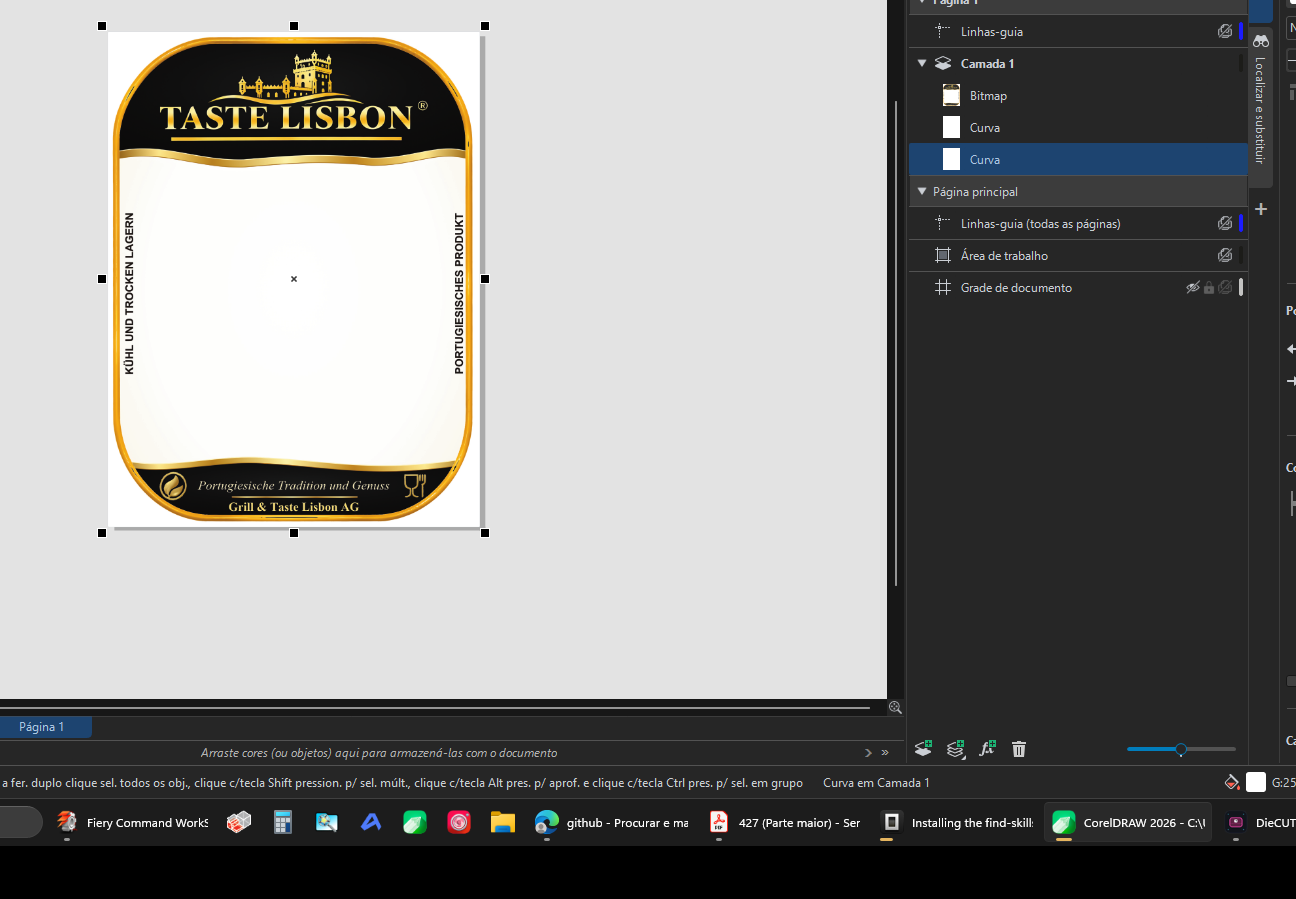 Página 1
Linhas-guia
Camada 1
Bitmap
Curva
Curva
Página principal
Linhas-guia (todas as páginas)
Área de trabalho
Grade de documento
Localizar e substituir
TASTE LISBON®
KÜHL UND TROCKEN LAGERN
PORTUGIESISCHES PRODUKT
Portugiesische Tradition und Genuss
Grill & Taste Lisbon AG
Página 1
Arraste cores (ou objetos) aqui para armazená-las com o documento
a fer. duplo clique sel. todos os obj., clique c/tecla Shift pression. p/ sel. múlt., clique c/tecla Alt pres. p/ aprof. e clique c/tecla Ctrl pres. p/ sel. em grupo
Curva em Camada 1
G:25
Fiery Command WorkS
github - Procurar e ma
427 (Parte maior) - Ser
Installing the find-skill
CorelDRAW 2026 - C:\
DieCUT